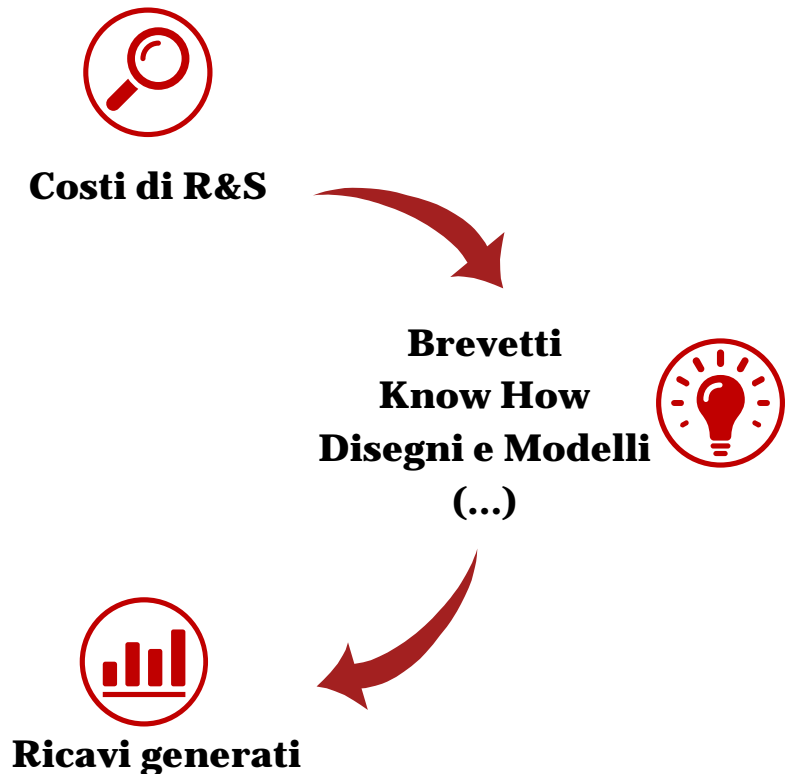 Costi di R&S
Brevetti
Know How
Disegni e Modelli
(...)
Ricavi generati